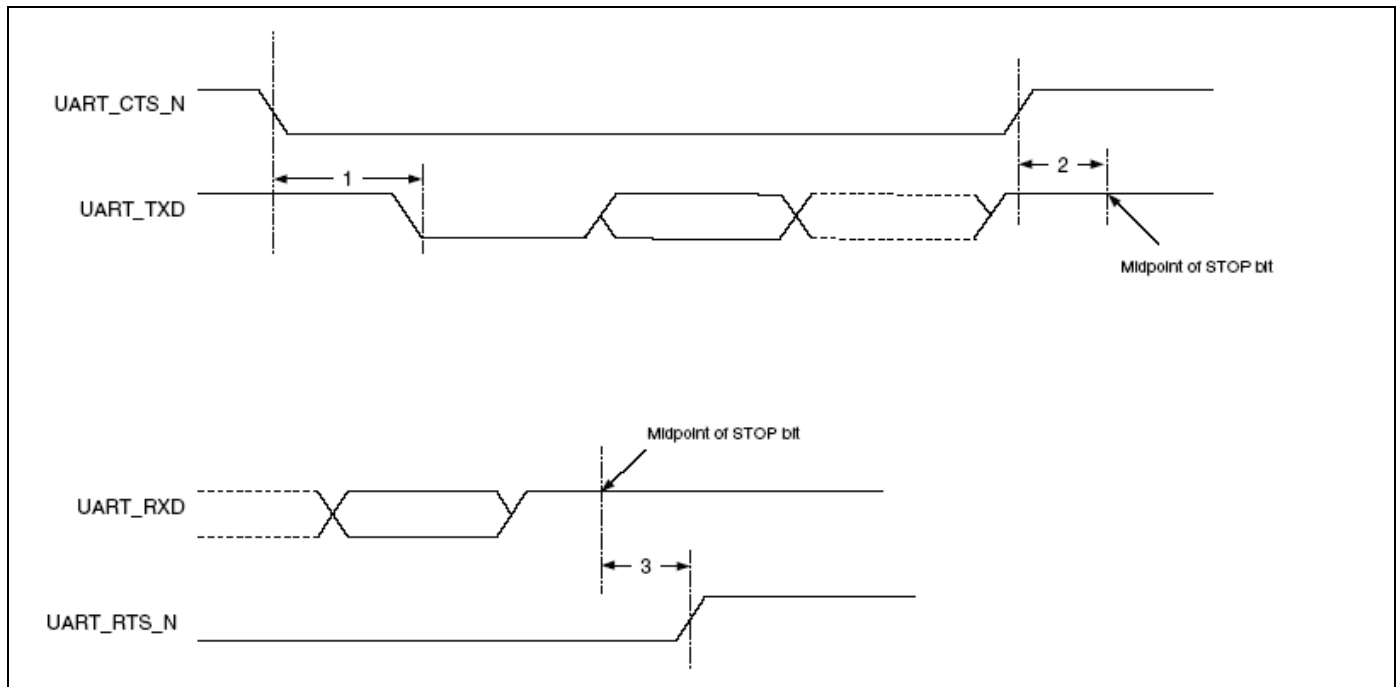 UART_CTS_N
1
2
UART_TXD
Midpoint of STOP bit
Midpoint of STOP bit
UART_RXD
3
UART_RTS_N